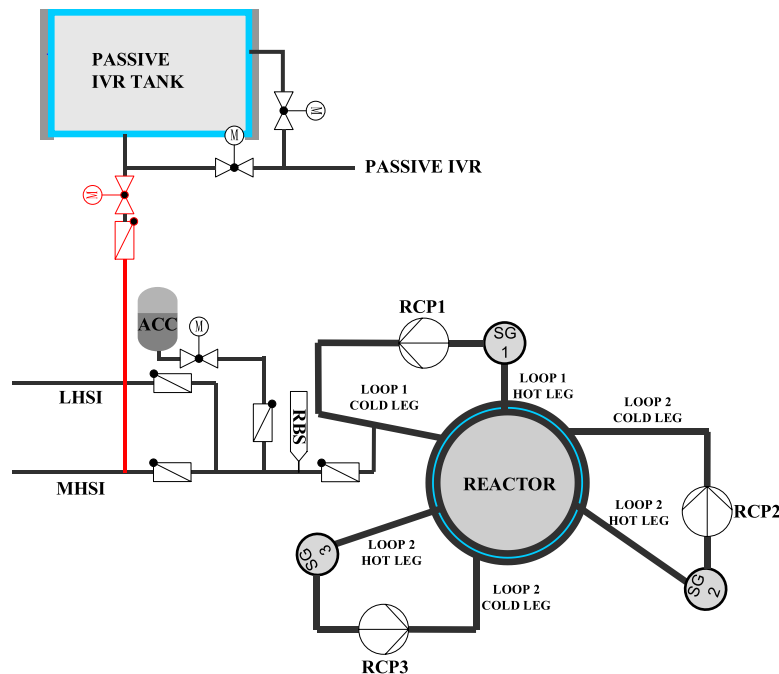 PASSIVE
IVR TANK
M
M
PASSIVE IVR
M
ACC
M
RCP1
SG
1
LOOP 1
COLD LEG
LOOP 1
HOT LEG
LOOP 2
COLD LEG
LHSI
RBS
MHSI
REACTOR
LOOP 2
HOT LEG
RCP2
SG
2
SG
3
LOOP 2
HOT LEG
LOOP 2
COLD LEG
RCP3